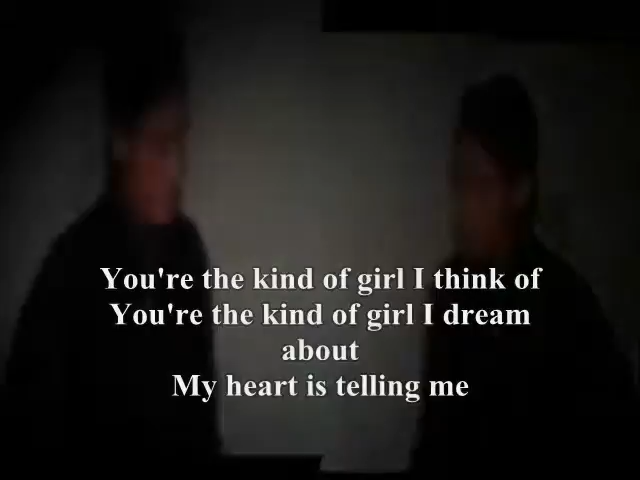 You're the kind of girl I think of
You're the kind of girl I dream
about
My heart is telling me